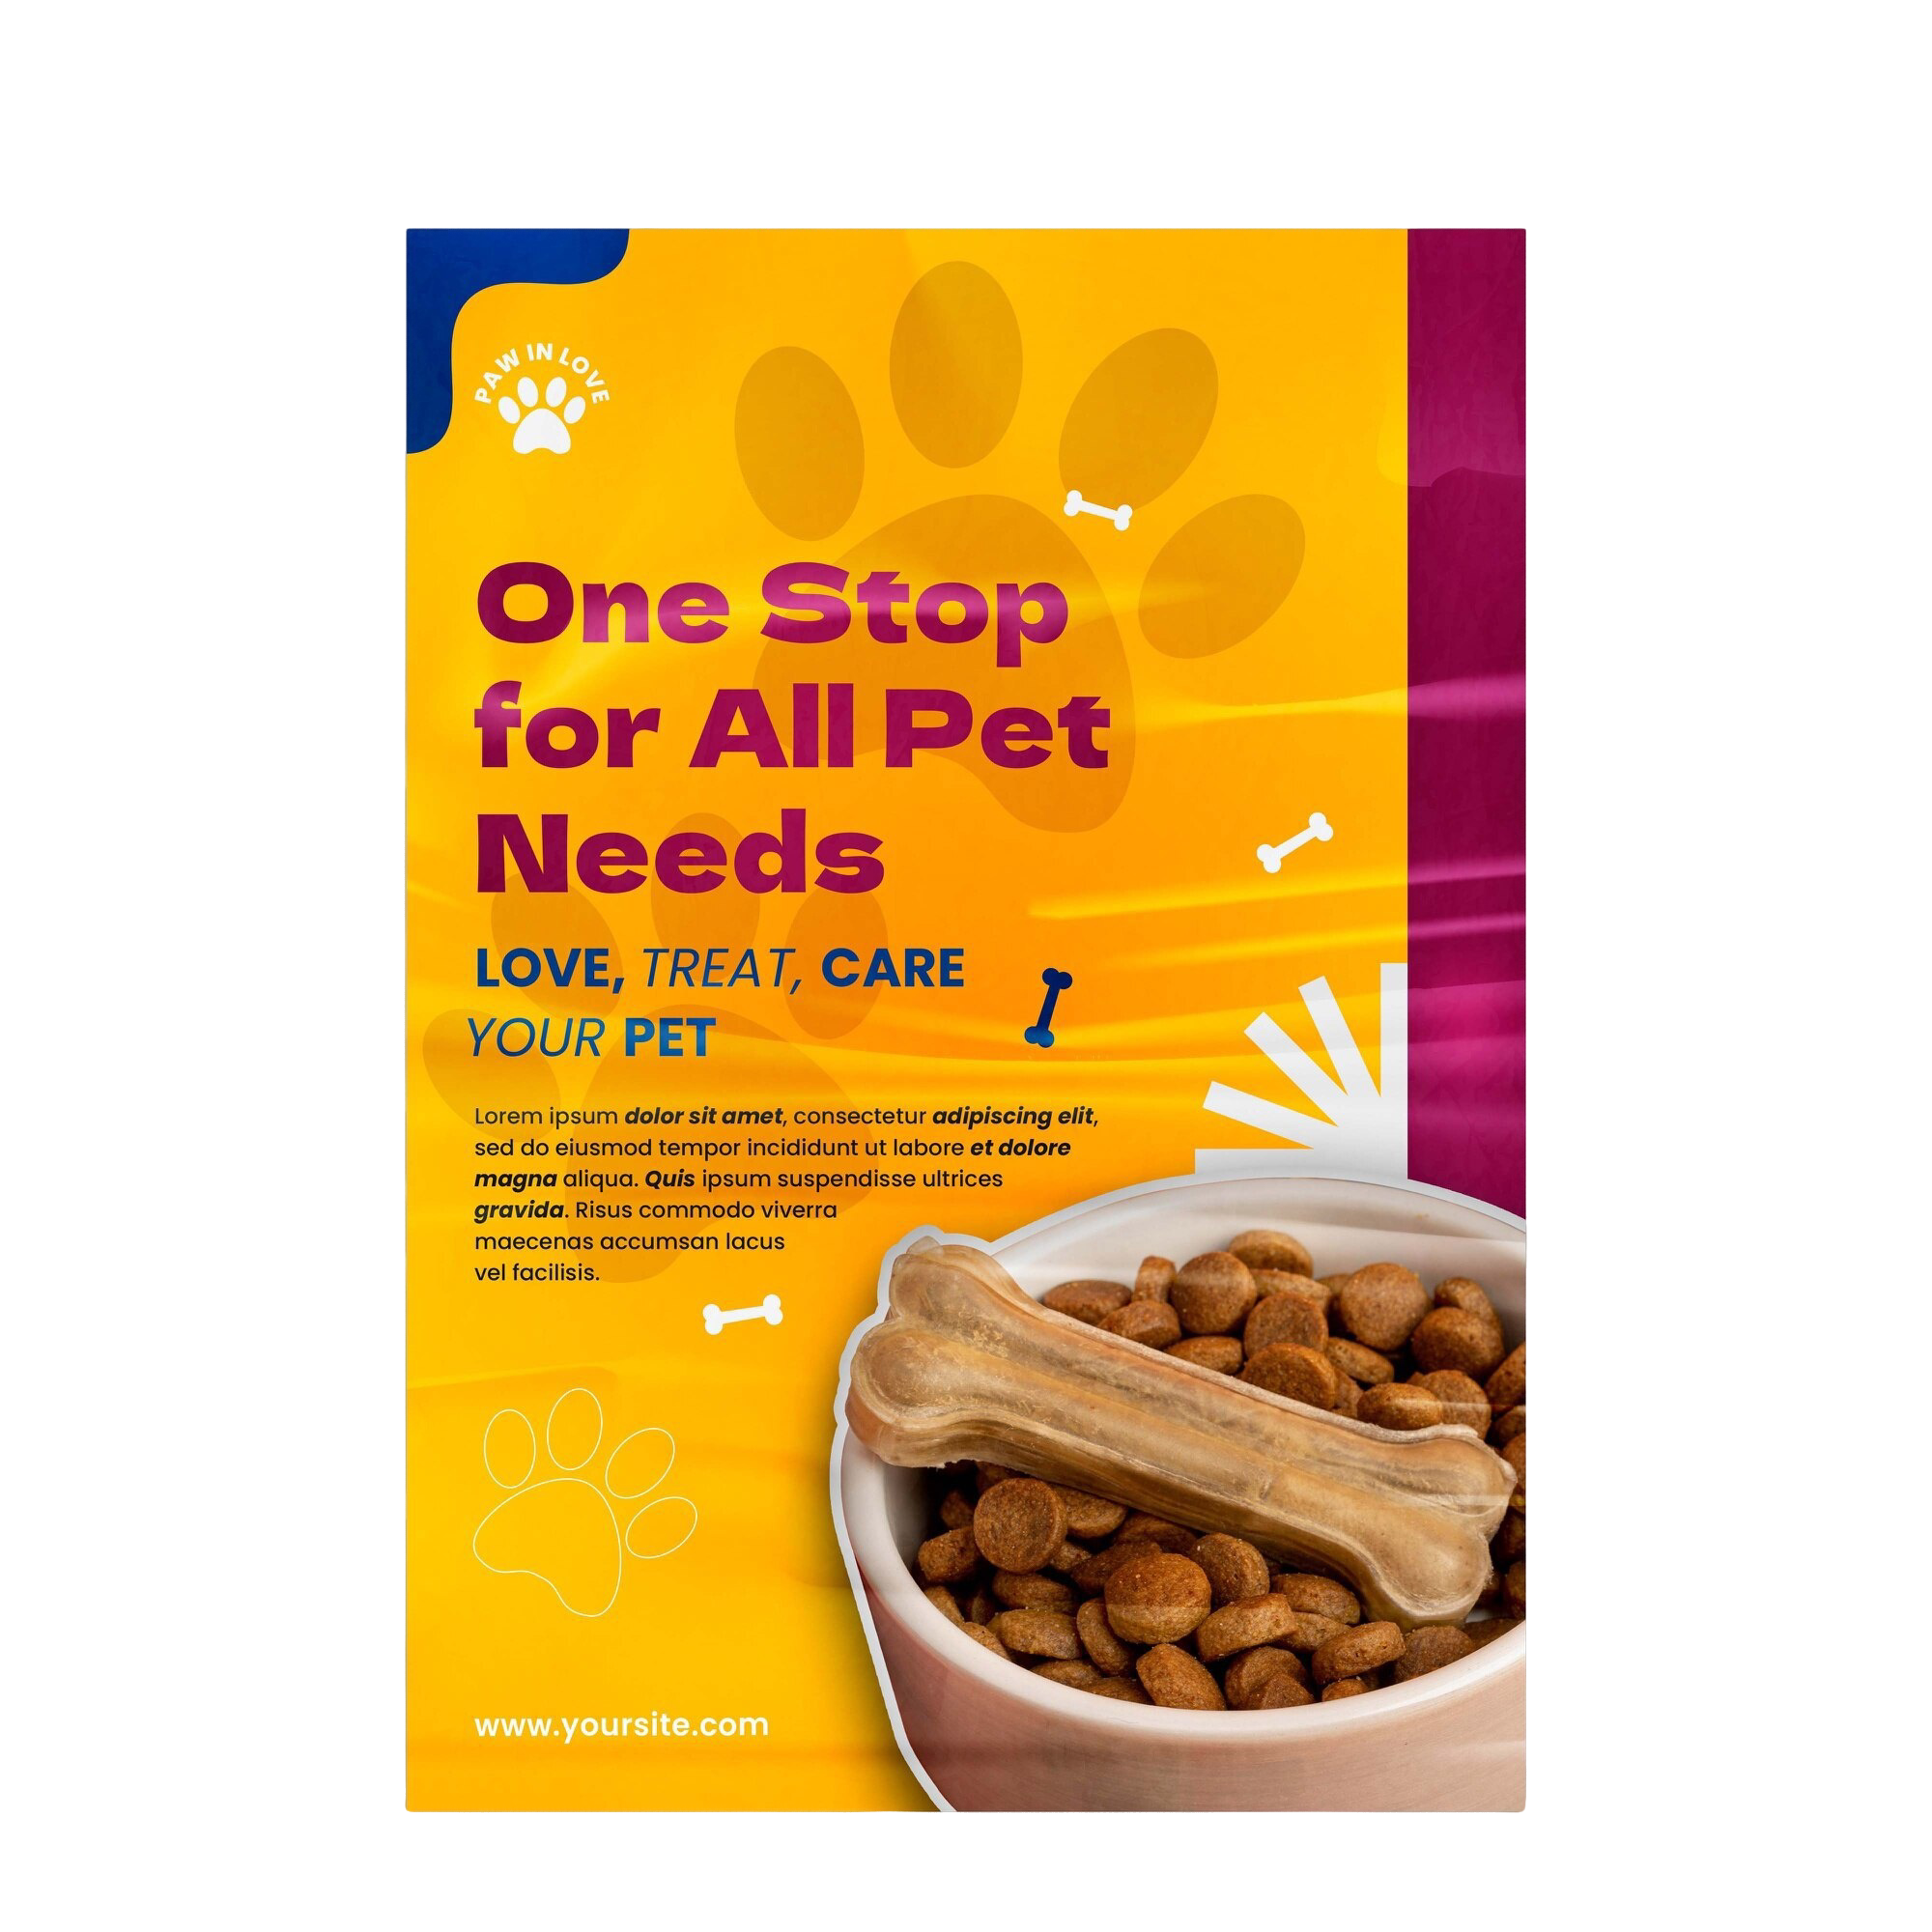 PAW IN LOVE
One Stop
for All Pet
Needs
LOVE, TREAT, CARE
YOUR PET
Lorem ipsum dolor sit amet, consectetur adipiscing elit,
sed do eiusmod tempor incididunt ut labore et dolore
magna aliqua. Quis ipsum suspendisse ultrices
gravida. Risus commodo viverra
maecenas accumsan lacus
vel facilisis.
www.yoursite.com